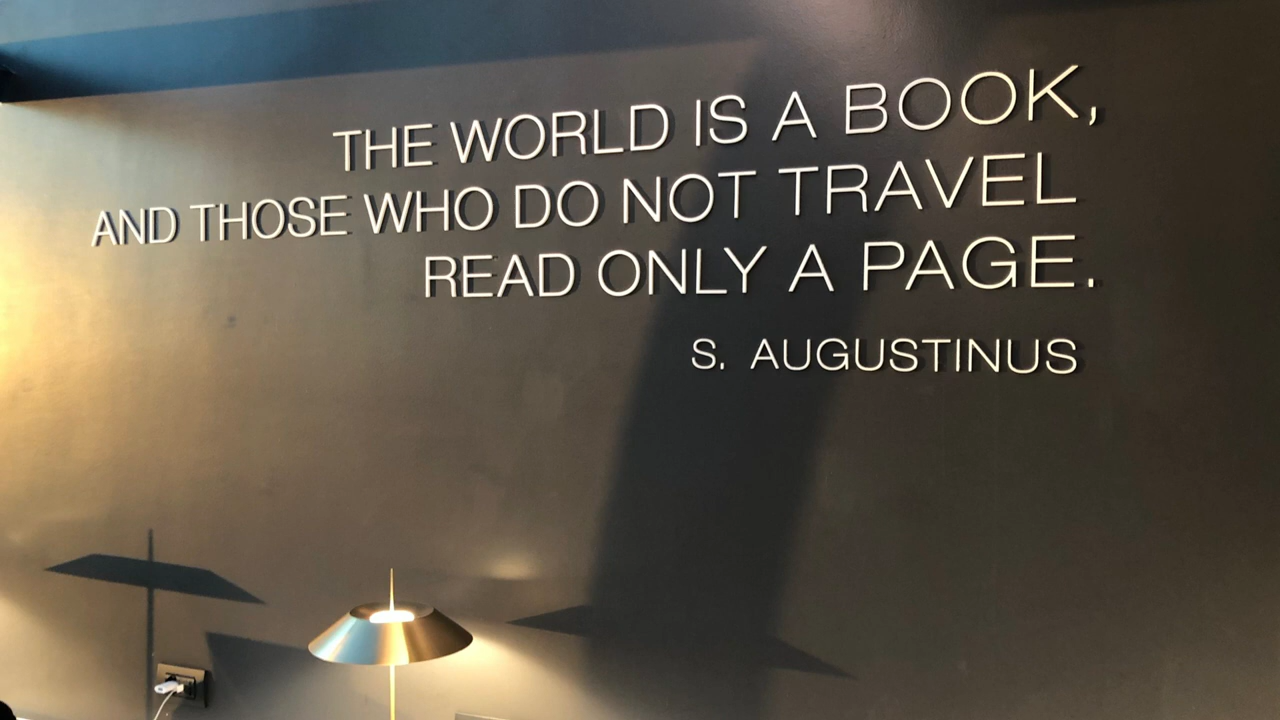 THE WORLD IS A BOOK,
AND THOSE WHO DO NOT TRAVEL
READ ONLY A PAGE.
S. AUGUSTINUS